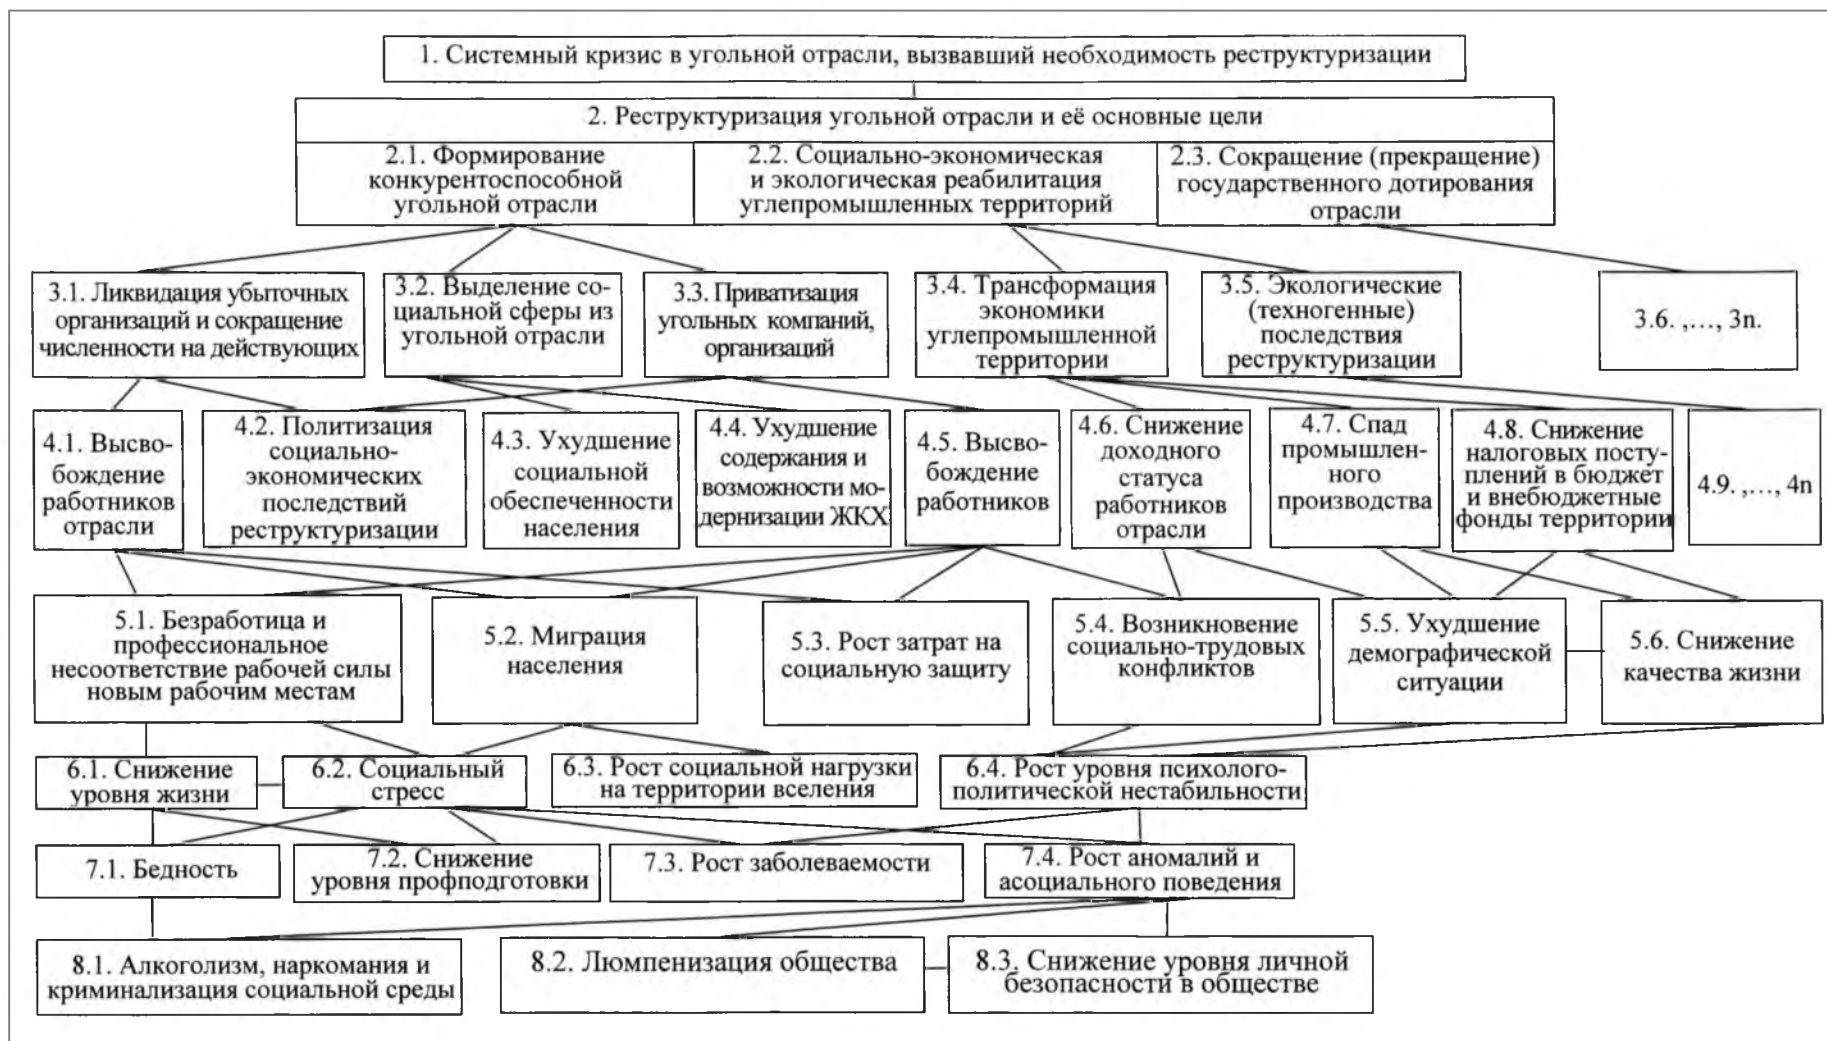 1. Системный кризис в угольной отрасли, вызвавший необходимость реструктуризации
2. Реструктуризация угольной отрасли и её основные цели
2.1. Формирование
конкурентоспособной
угольной отрасли
2.2. Социально-экономическая
и экологическая реабилитация
углепромышленных территорий
2.3. Сокращение (прекращение)
государственного дотирования
отрасли
3.1. Ликвидация убыточных
организаций и сокращение
численности на действующих
3.2. Выделение со-
циальной сферы из
угольной отрасли
3.3. Приватизация
угольных компаний,
организаций
3.4. Трансформация
экономики
углепромышленной
территории
3.5. Экологические
(техногенные)
последствия
реструктуризации
3.6. ,..., 3n.
4.1. Высво-
бождение
работников
отрасли
4.2. Политизация
социально-
экономических
последствий
реструктуризации
4.3. Ухудшение
социальной
обеспеченности
населения
4.4. Ухудшение
содержания и
возможности мо-
дернизации ЖКХ
4.5. Высво-
бождение
работников
4.6. Снижение
доходного
статуса
работников
отрасли
4.7. Спад
промышлен-
ного
производства
4.8. Снижение
налоговых посту-
плений в бюджет
и внебюджетные
фонды территории
4.9. ,..., 4n
5.1. Безработица и
профессиональное
несоответствие рабочей силы
новым рабочим местам
5.2. Миграция
населения
5.3. Рост затрат на
социальную защиту
5.4. Возникновение
социально-трудовых
конфликтов
5.5. Ухудшение
демографической
ситуации
5.6. Снижение
качества жизни
6.1. Снижение
уровня жизни
6.2. Социальный
стресс
6.3. Рост социальной нагрузки
на территории вселения
6.4. Рост уровня психолого-
политической нестабильности
7.1. Бедность
7.2. Снижение
уровня профподготовки
7.3. Рост заболеваемости
7.4. Рост аномалий и
асоциального поведения
8.1. Алкоголизм, наркомания и
криминализация социальной среды
8.2. Люмпенизация общества
8.3. Снижение уровня личной
безопасности в обществе